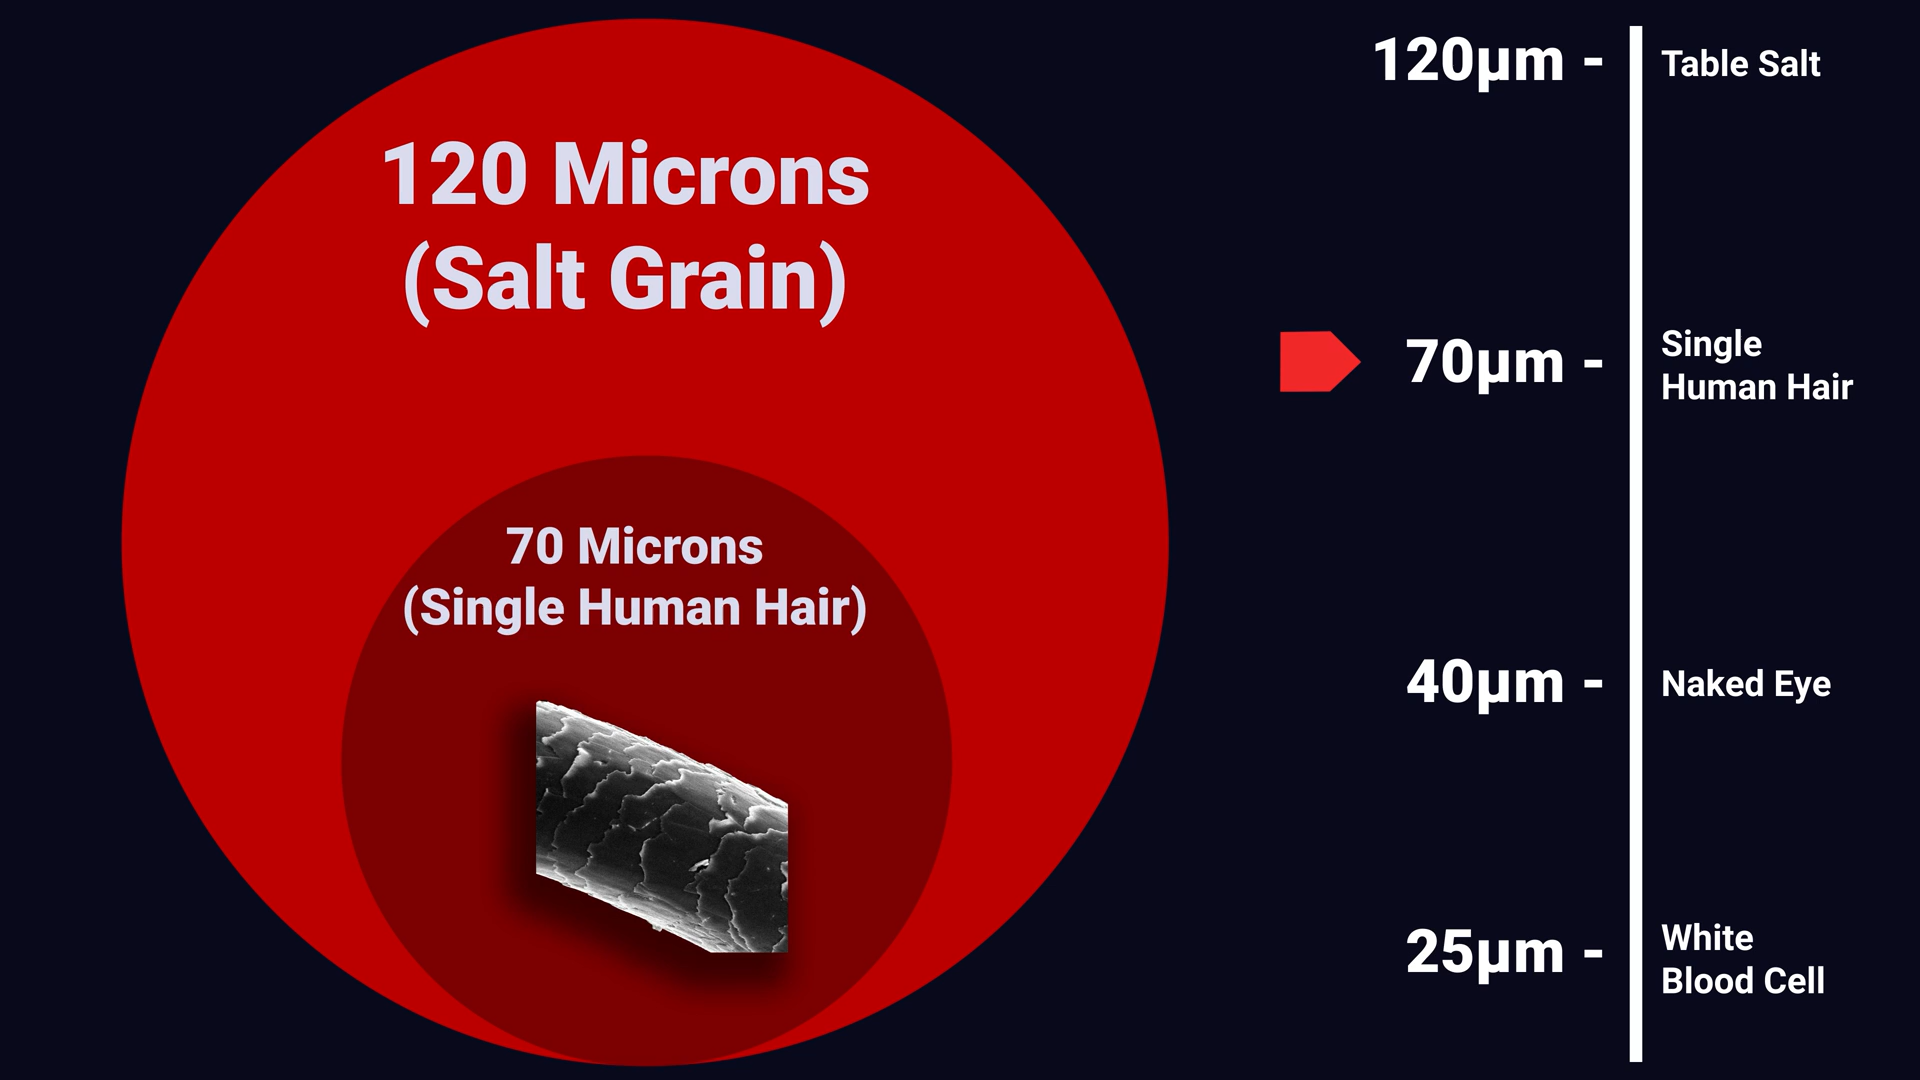 120 Microns
(Salt Grain)
70 Microns
(Single Human Hair)
120µm -
Table Salt
70µm -
Single
Human Hair
40µm -
Naked Eye
25µm -
White
Blood Cell